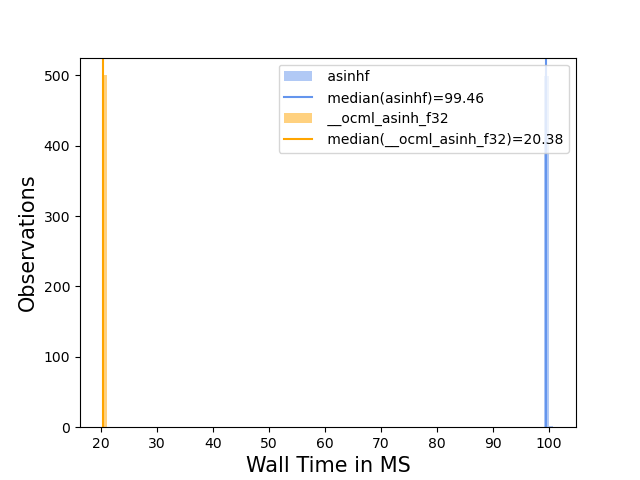 500
400
300
200
100
0
Observations
asinhf
median(asinhf)=99.46
__ocml_asinh_f32
median(__ocml_asinh_f32)=20.38
20 30 40 50 60 70 80 90 100
Wall Time in MS